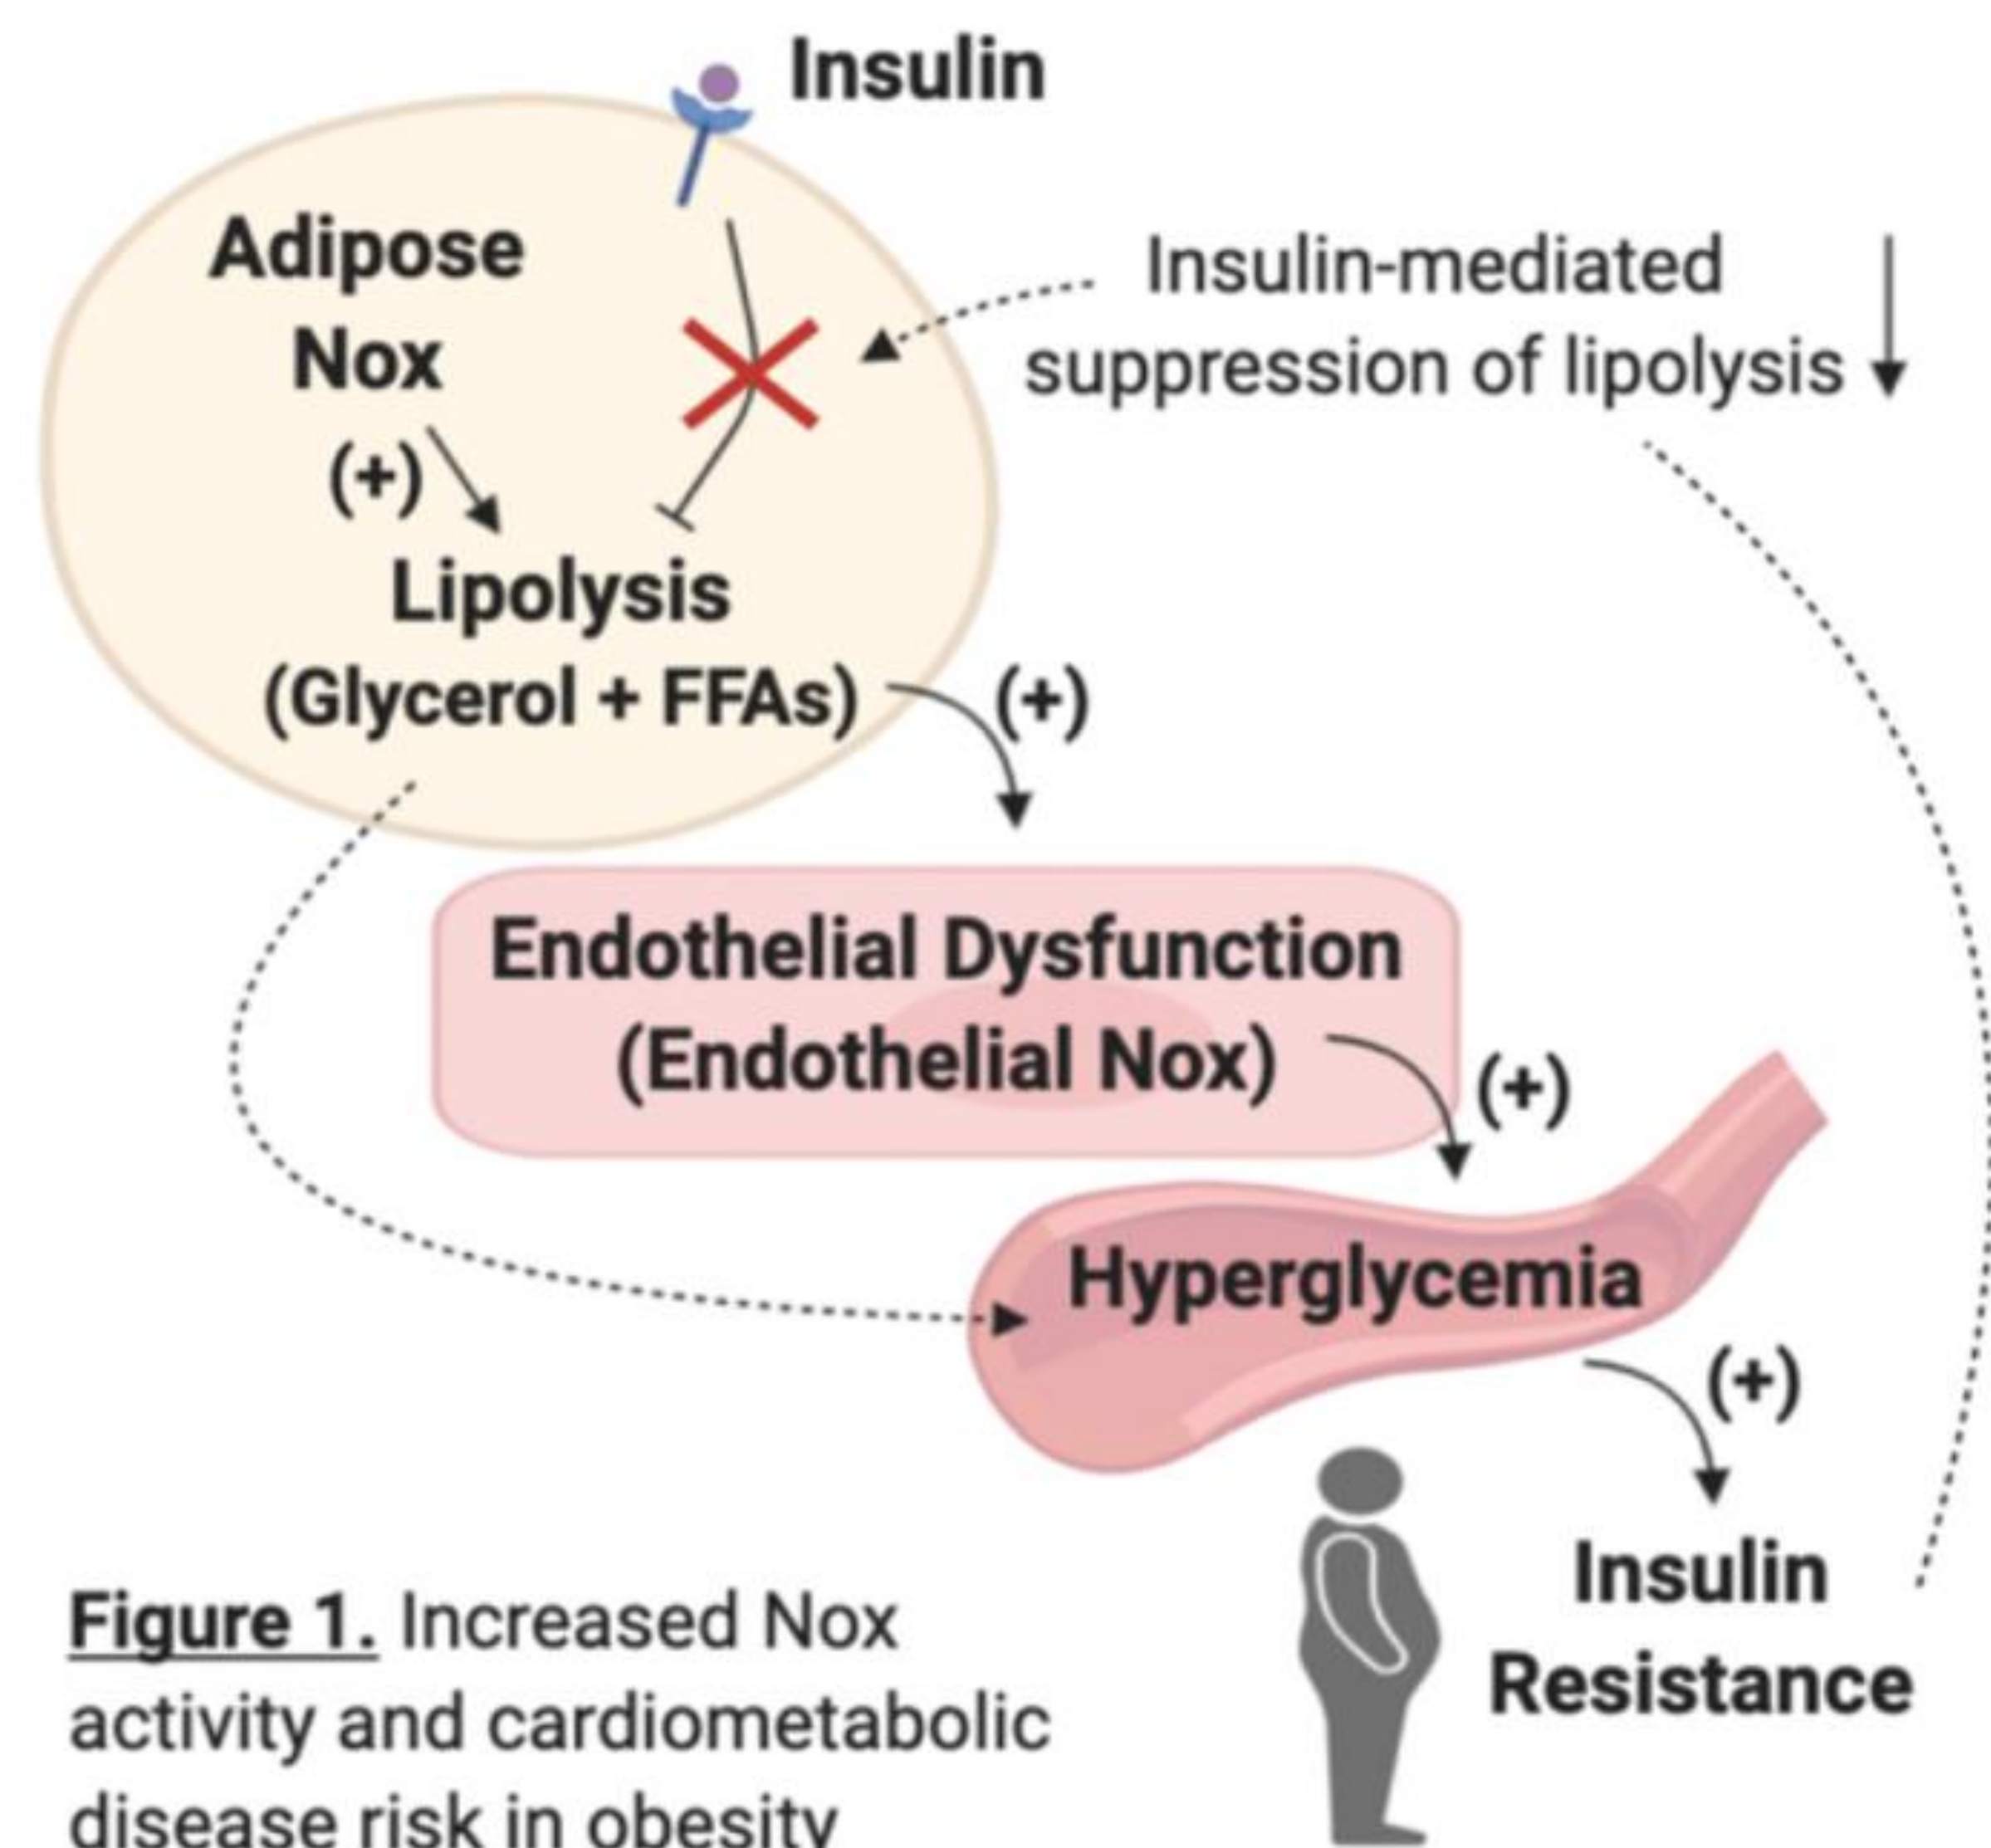 Insulin
Adipose
Nox
(+)
Insulin-mediated
suppression of lipolysis
Lipolysis
(Glycerol + FFAs)
(+)
Endothelial Dysfunction
(Endothelial Nox)
(+)
Hyperglycemia
(+)
Insulin
Resistance
Figure 1. Increased Nox
activity and cardiometabolic
disease risk in obesity